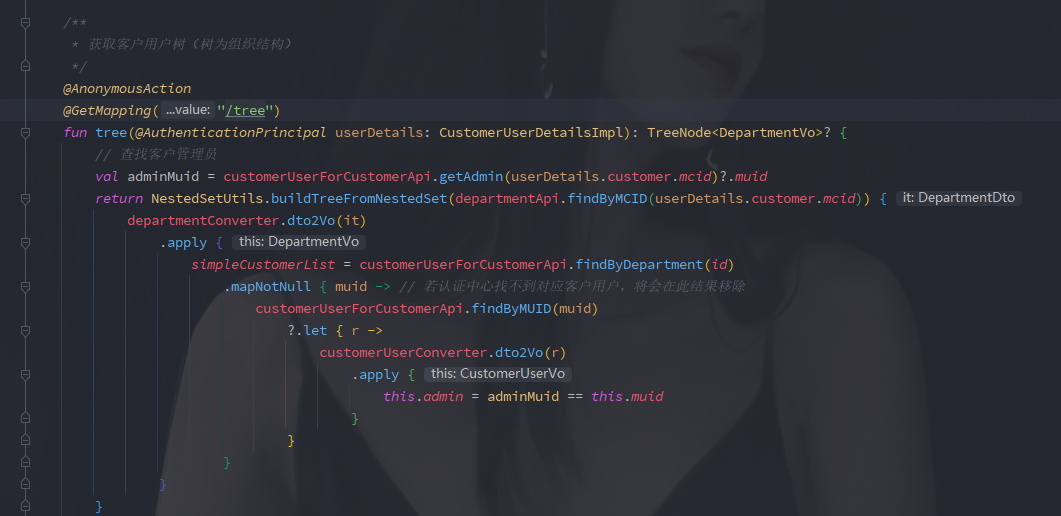 /**
 * 获取客户用户树（树为组织结构）
 */
@AnonymousAction
@GetMapping(...value: "/tree")
fun tree(@AuthenticationPrincipal userDetails: CustomerUserDetailsImpl): TreeNode<DepartmentVo>? {
// 查找客户管理员
val adminMuid = customerUserForCustomerApi.getAdmin(userDetails.customer.mcid)?.muid
return NestedSetUtils.buildTreeFromNestedSet(departmentApi.findByMCID(userDetails.customer.mcid)) { it: DepartmentDto
departmentConverter.dto2Vo(it)
.apply { this: DepartmentVo
simpleCustomerList = customerUserForCustomerApi.findByDepartment(id)
.mapNotNull { muid -> // 若认证中心找不到对应客户用户，将会在此结果移除
customerUserForCustomerApi.findByMUID(muid)
?.let { r ->
customerUserConverter.dto2Vo(r)
.apply { this: CustomerUserVo
this.admin = adminMuid == this.muid
}
}
}
}
}